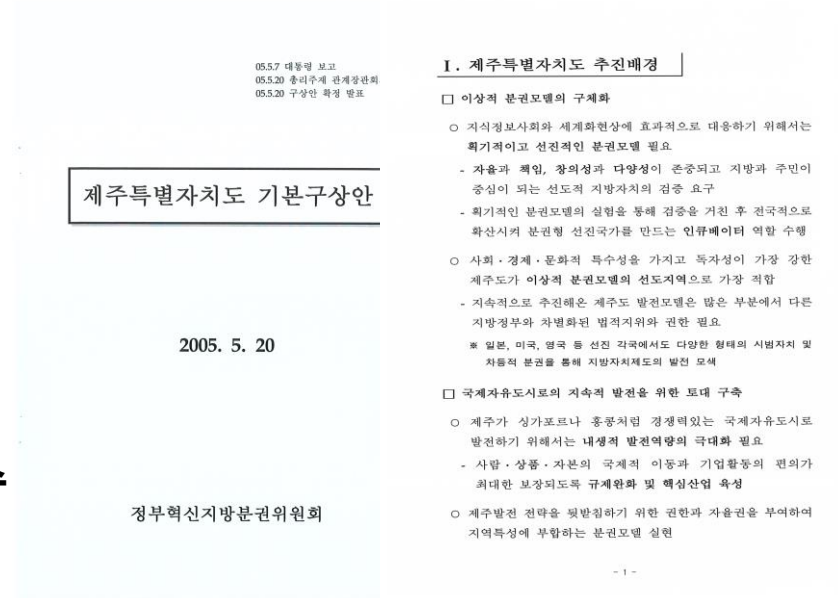 05.5.7 대통령 보고
05.5.20 총리주재 관계장관회
05.5.20 구상안 확정 발표
제주특별자치도 기본구상안
2005. 5. 20
정부혁신지방분권위원회
Ⅰ. 제주특별자치도 추진배경
□ 이상적 분권모델의 구체화
○ 지식정보사회와 세계화현상에 효과적으로 대응하기 위해서는
획기적이고 선진적인 분권모델 필요
- 자율과 책임, 창의성과 다양성이 존중되고 지방과 주민이
중심이 되는 선도적 지방자치의 검증 요구
- 획기적인 분권모델의 실험을 통해 검증을 거친 후 전국적으로
확산시켜 분권형 선진국가를 만드는 인큐베이터 역할 수행
○ 사회·경제·문화적 특수성을 가지고 독자성이 가장 강한
제주도가 이상적 분권모델의 선도지역으로 가장 적합
- 지속적으로 추진해온 제주도 발전모델은 많은 부분에서 다른
지방정부와 차별화된 법적지위와 권한 필요
※ 일본, 미국, 영국 등 선진 각국에서도 다양한 형태의 시범자치 및
차등적 분권을 통해 지방자치제도의 발전 모색
□ 국제자유도시로의 지속적 발전을 위한 토대 구축
○ 제주가 싱가포르나 홍콩처럼 경쟁력있는 국제자유도시로
발전하기 위해서는 내생적 발전역량의 극대화 필요
- 사람·상품·자본의 국제적 이동과 기업활동의 편의가
최대한 보장되도록 규제완화 및 핵심산업 육성
○ 제주발전 전략을 뒷받침하기 위한 권한과 자율권을 부여하여
지역특성에 부합하는 분권모델 실현
- 1 -